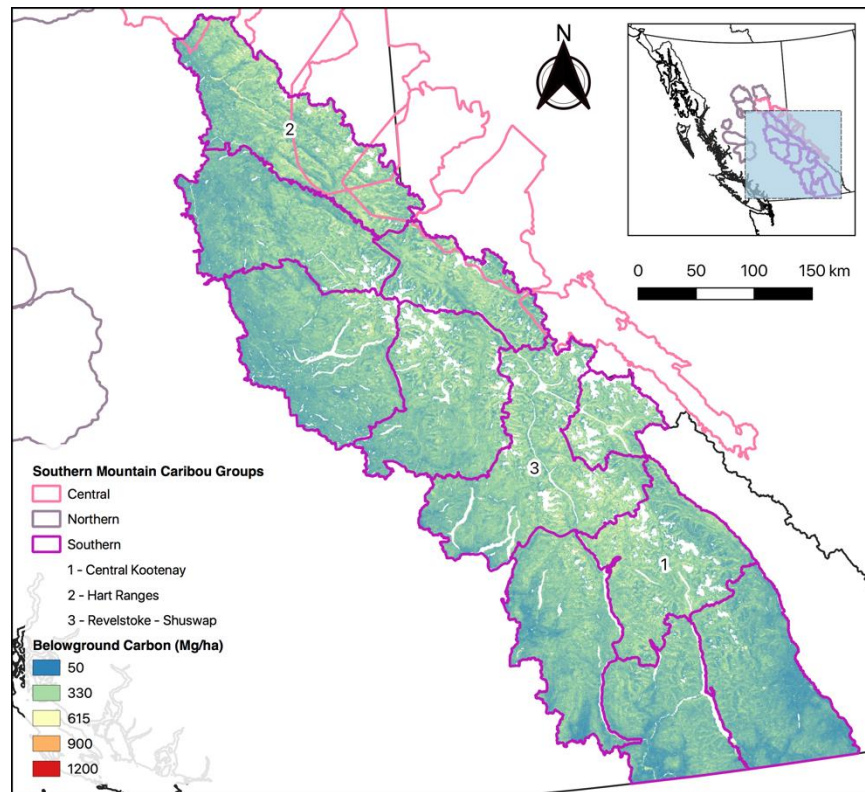 N
2
0 50 100 150 km
3
1
Southern Mountain Caribou Groups
Central
Northern
Southern
1 - Central Kootenay
2 - Hart Ranges
3 - Revelstoke - Shuswap
Belowground Carbon (Mg/ha)
50
330
615
900
1200